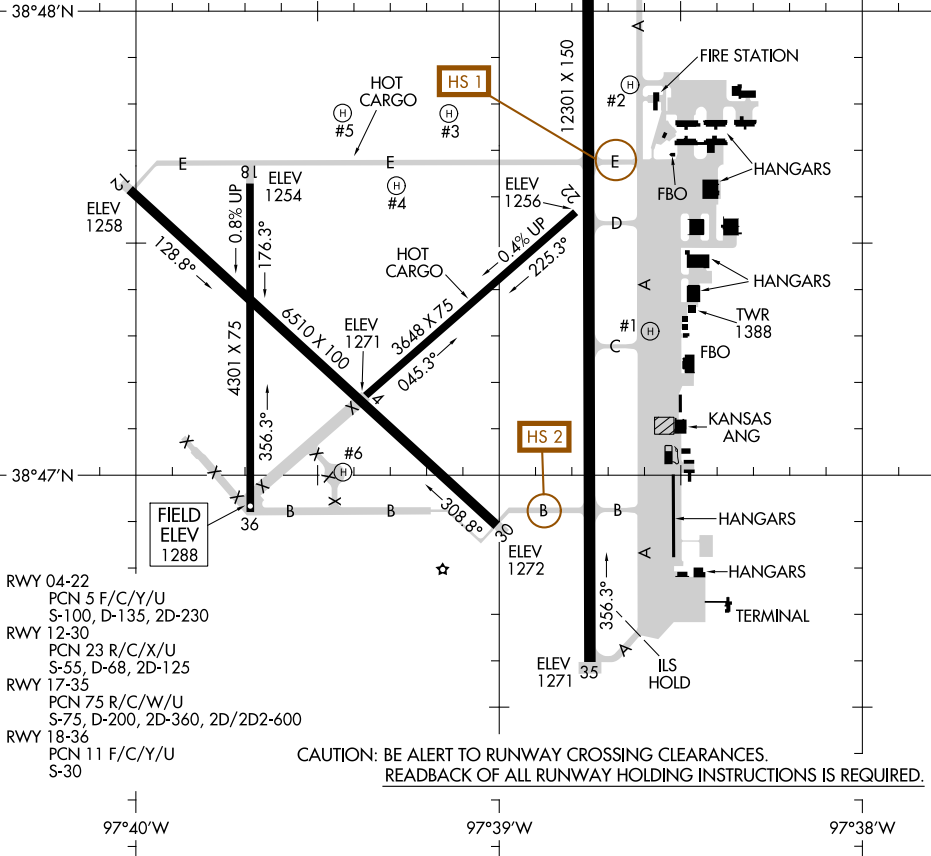 38°48'N
A
12301 X 150
HS 1
FIRE STATION
HOT
CARGO
H
#5
H
#3
H
#2
E
E
E
HANGARS
FBO
12
18
ELEV
1254
H
#4
ELEV
1256
22
D
ELEV
1258
128.8°
0.8% UP
176.3°
HOT
CARGO
0.4% UP
225.3°
A
HANGARS
6510 X 100
ELEV
1271
3648 X 75
045.3°
#1
H
TWR
1388
C
FBO
4301 X 75
356.3°
X
4
KANSAS
ANG
HS 2
X
X
X
X
X
X
X
X
#6
H
38°47'N
B
B
308.8°
30
B
B
36
FIELD
ELEV
1288
ELEV
1272
A
HANGARS
HANGARS
TERMINAL
356.3°
A
ELEV
1271
35
ILS
HOLD
RWY 04-22
PCN 5 F/C/Y/U
S-100, D-135, 2D-230
RWY 12-30
PCN 23 R/C/X/U
S-55, D-68, 2D-125
RWY 17-35
PCN 75 R/C/W/U
S-75, D-200, 2D-360, 2D/2D2-600
RWY 18-36
PCN 11 F/C/Y/U
S-30
CAUTION: BE ALERT TO RUNWAY CROSSING CLEARANCES.
READBACK OF ALL RUNWAY HOLDING INSTRUCTIONS IS REQUIRED.
97°40'W
97°39'W
97°38'W